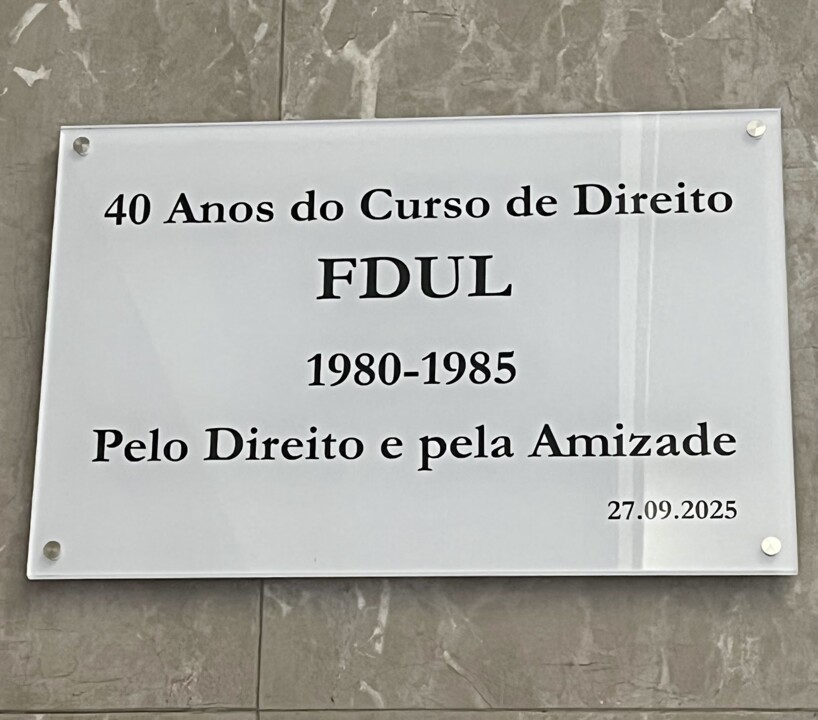 40 Anos do Curso de Direito
FDUL
1980-1985
Pelo Direito e pela Amizade
27.09.2025